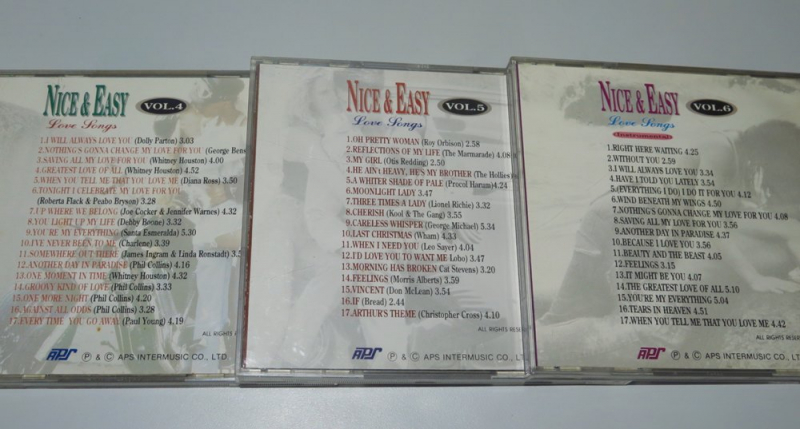 NICE & EASY VOL.4
Love Songs
1.I WILL ALWAYS LOVE YOU (Dolly Parton) 3.03
2.NOTHING'S GONNA CHANGE MY LOVE FOR YOU (George Bens
3.SAVING ALL MY LOVE FOR YOU (Whitney Houston) 4.00
4.GREATEST LOVE OF ALL (Whitney Houston) 4.52
5.WHEN YOU TELL ME THAT YOU LOVE ME (Diana Ross) 3.50
6.TONIGHT I CELEBRATE MY LOVE FOR YOU
(Roberta Flack & Peabo Bryson) 3.28
7.UP WHERE WE BELONG (Joe Cocker & Jennifer Warnes) 4.32
8.YOU LIGHT UP MY LIFE (Debby Boone) 3.32
9.YOU'RE MY EVERYTHING (Santa Esmeralda) 5.30
10.I'VE NEVER BEEN TO ME (Charlene) 3.39
11.SOMEWHERE OUT THERE (James Ingram & Linda Ronstadt) 3.5
12.ANOTHER DAY IN PARADISE (Phil Collins) 4.16
13.ONE MOMENT IN TIME (Whitney Houston) 4.32
14.GROOVY KIND OF LOVE (Phil Collins) 3.33
15.ONE MORE NIGHT (Phil Collins) 4.20
16.AGAINST ALL ODDS (Phil Collins) 3.28
17.EVERY TIME YOU GO AWAY (Paul Young) 4.19
ALL RIGHTS R
APS Ⓟ & © APS INTERMUSIC CO., LTD.
NICE & EASY VOL.5
Love Songs
1.OH PRETTY WOMAN (Roy Orbison) 2.58
2.REFLECTIONS OF MY LIFE (The Marmarade) 4.08
3.MY GIRL (Otis Redding) 2.50
4.HE AIN'T HEAVY, HE'S MY BROTHER (The Hollies)
5.A WHITER SHADE OF PALE (Procol Harum)4.24
6.MOONLIGHT LADY 3.47
7.THREE TIMES A LADY (Lionel Richie) 3.32
8.CHERISH (Kool & The Gang) 3.55
9.CARELESS WHISPER (George Michael) 5.34
10.LAST CHRISTMAS (Wham) 4.33
11.WHEN I NEED YOU (Leo Sayer) 4.04
12.I'D LOVE YOU TO WANT ME (Lobo) 3.47
13.MORNING HAS BROKEN (Cat Stevens) 3.20
14.FEELINGS (Morris Alberts) 3.59
15.VINCENT (Don McLean) 3.54
16.IF (Bread) 2.44
17.ARTHUR'S THEME (Christopher Cross) 4.10
ALL RIGHTS RESE
APS Ⓟ & © APS INTERMUSIC CO., LT
NICE & EASY VOL.6
Love Songs
Instrumental
1.RIGHT HERE WAITING 4.25
2.WITHOUT YOU 2.59
3.I WILL ALWAYS LOVE YOU 3.34
4.HAVE I TOLD YOU LATELY 3.54
5.(EVERYTHING I DO) I DO IT FOR YOU 4.12
6.WIND BENEATH MY WINGS 4.50
7.NOTHING'S GONNA CHANGE MY LOVE FOR YOU 4.08
8.SAVING ALL MY LOVE FOR YOU 3.56
9.ANOTHER DAY IN PARADISE 4.37
10.BECAUSE I LOVE YOU 3.56
11.BEAUTY AND THE BEAST 4.05
12.FEELINGS 3.15
13.IT MIGHT BE YOU 4.07
14.THE GREATEST LOVE OF ALL 5.10
15.YOU'RE MY EVERYTHING 5.04
16.TEARS IN HEAVEN 4.51
17.WHEN YOU TELL ME THAT YOU LOVE ME 4.42
ALL RIGHTS RESER
APS Ⓟ & © APS INTERMUSIC CO., LTD.